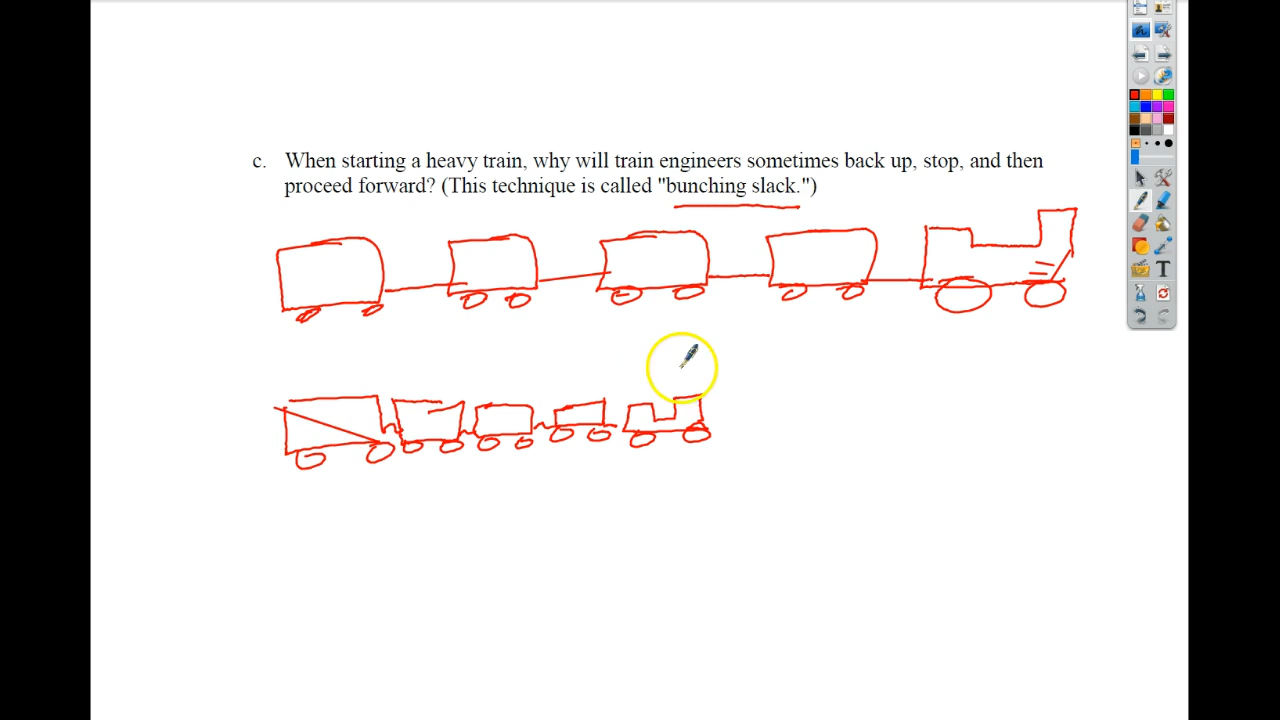 c. When starting a heavy train, why will train engineers sometimes back up, stop, and then
proceed forward? (This technique is called "bunching slack.")
T